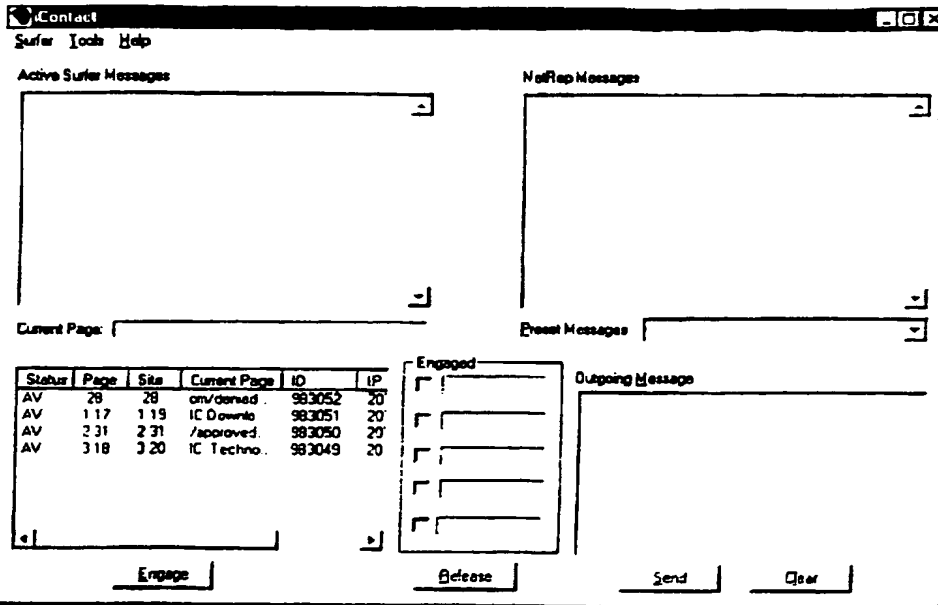 iContact
Surfer Tools Help
Active Surfer Messages
NetRep Messages
Current Page:
Preset Messages
Status Page Site Current Page ID IP
AV 28 28 om/denied.. 983052 20
AV 1 17 1 19 IC Downlo 983051 20
AV 2 31 2 31 /approved. 983050 20
AV 3 18 3 20 IC Techno.. 983049 20
Engaged
Outgoing Message
Engage
Release
Send
Clear